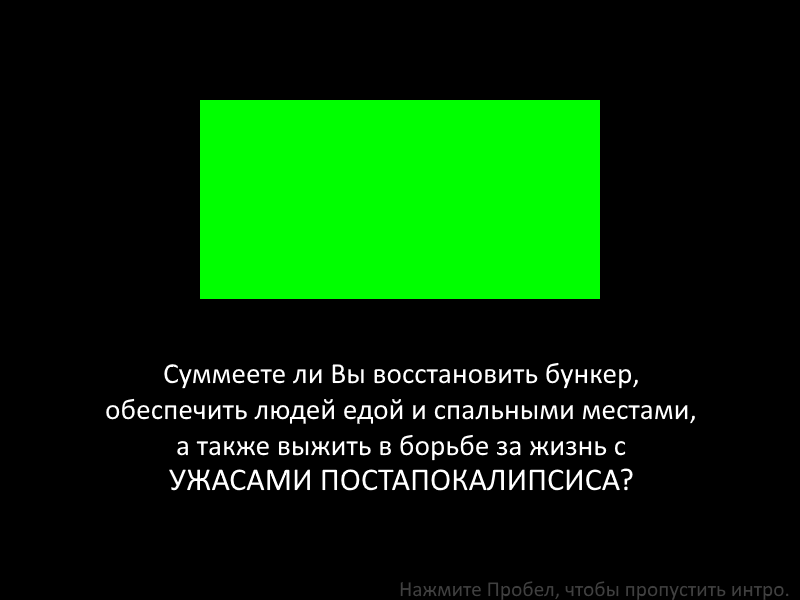 Суммеете ли Вы восстановить бункер,
обеспечить людей едой и спальными местами,
а также выжить в борьбе за жизнь с
УЖАСАМИ ПОСТАПОКАЛИПСИСА?
Нажмите Пробел, чтобы пропустить интро.